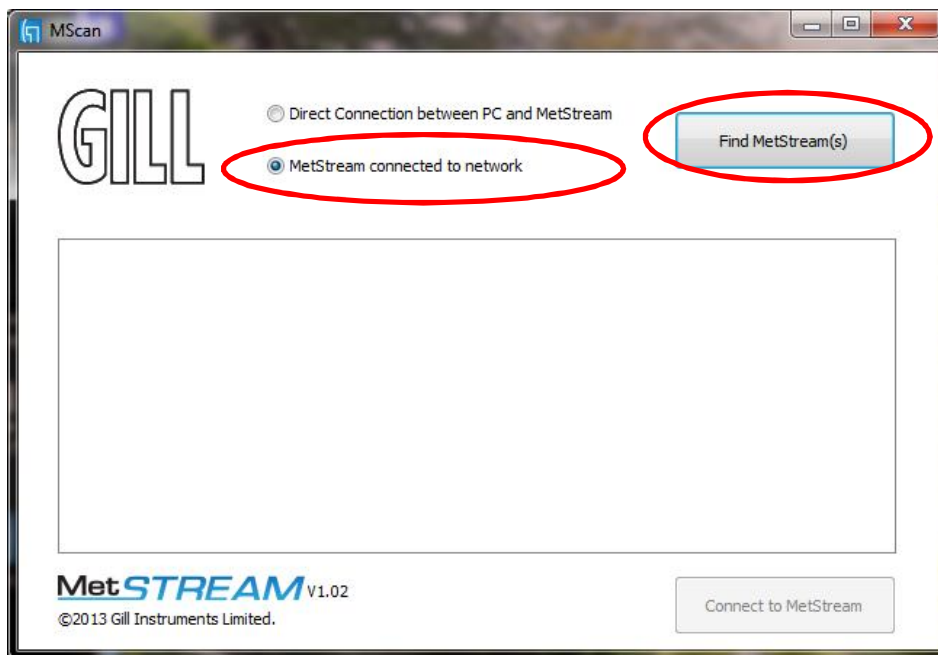 MScan
GILL
Direct Connection between PC and MetStream
Find MetStream(s)
MetStream connected to network
MetSTREAM V1.02
©2013 Gill Instruments Limited.
Connect to MetStream